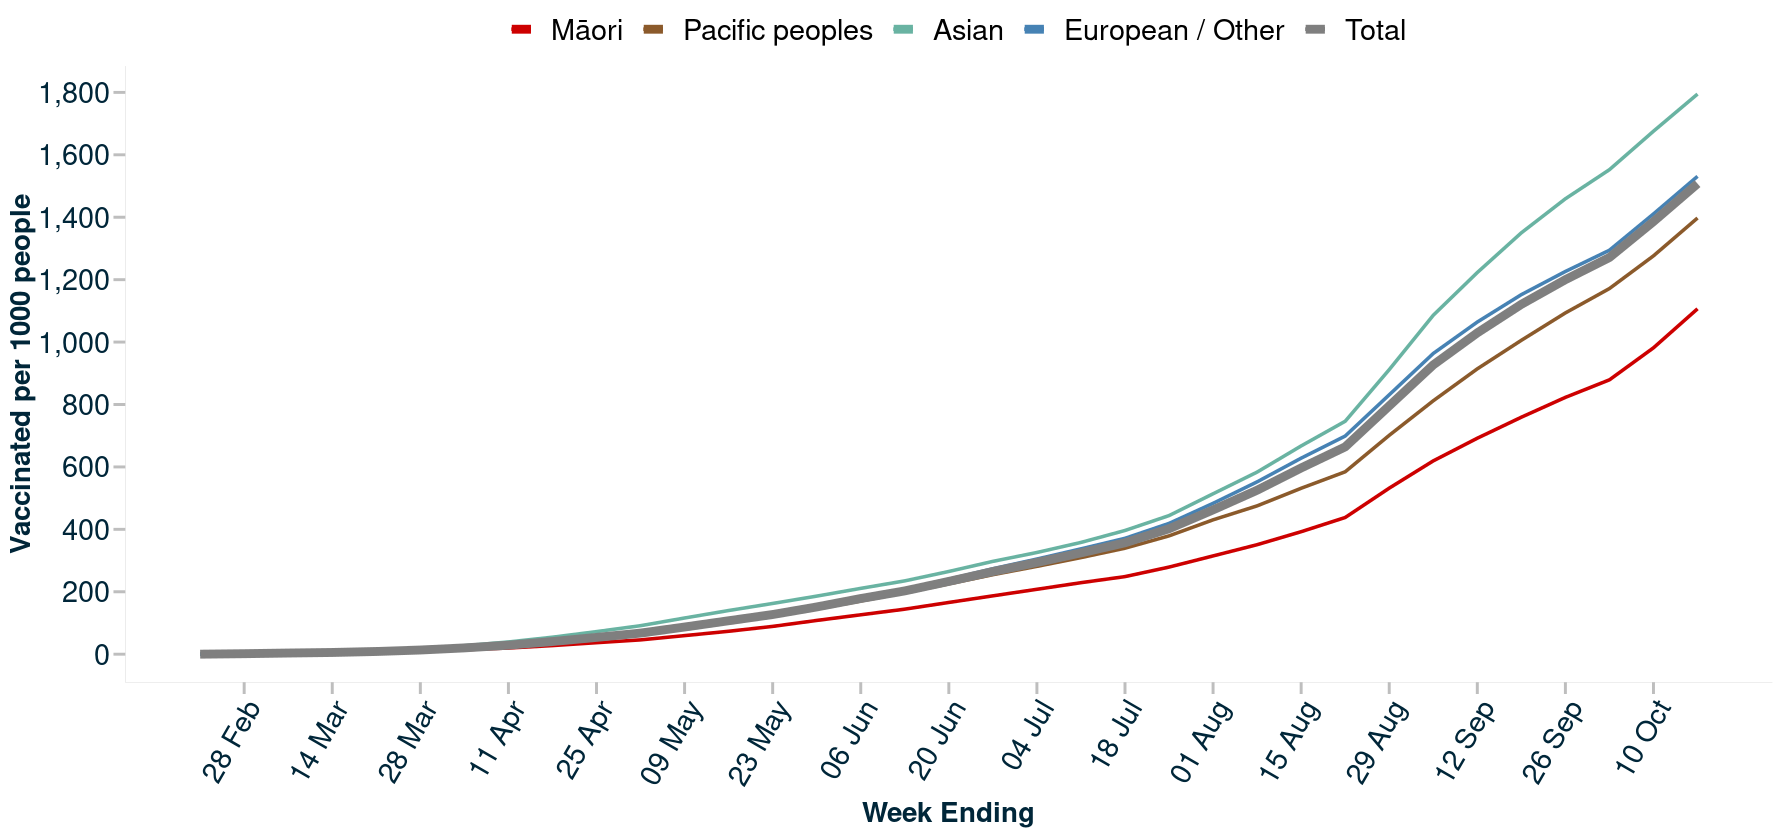 Māori Pacific peoples Asian European / Other Total
Vaccinated per 1000 people
1,800
1,600
1,400
1,200
1,000
800
600
400
200
0
28 Feb 14 Mar 28 Mar 11 Apr 25 Apr 09 May 23 May 06 Jun 20 Jun 04 Jul 18 Jul 01 Aug 15 Aug 29 Aug 12 Sep 26 Sep 10 Oct
Week Ending